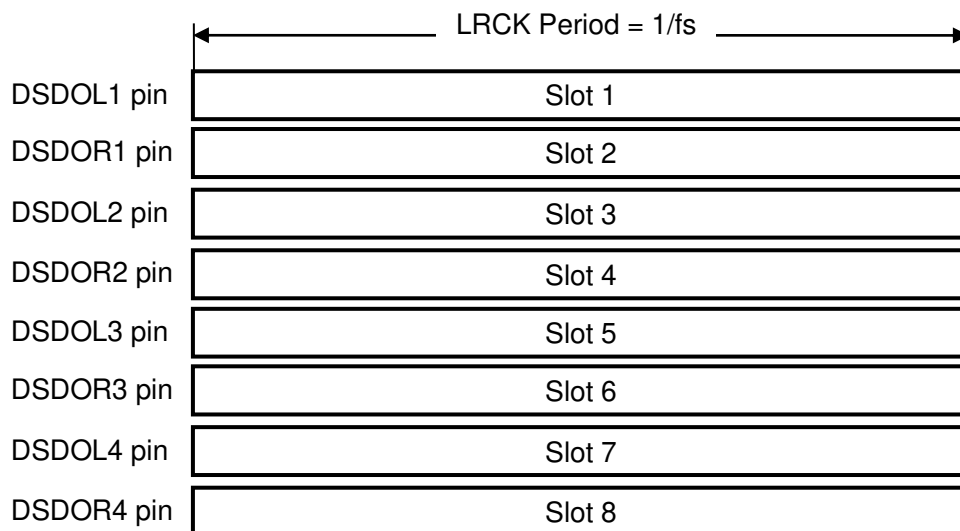 LRCK Period = 1/fs
DSDOL1 pin Slot 1
DSDOR1 pin Slot 2
DSDOL2 pin Slot 3
DSDOR2 pin Slot 4
DSDOL3 pin Slot 5
DSDOR3 pin Slot 6
DSDOL4 pin Slot 7
DSDOR4 pin Slot 8